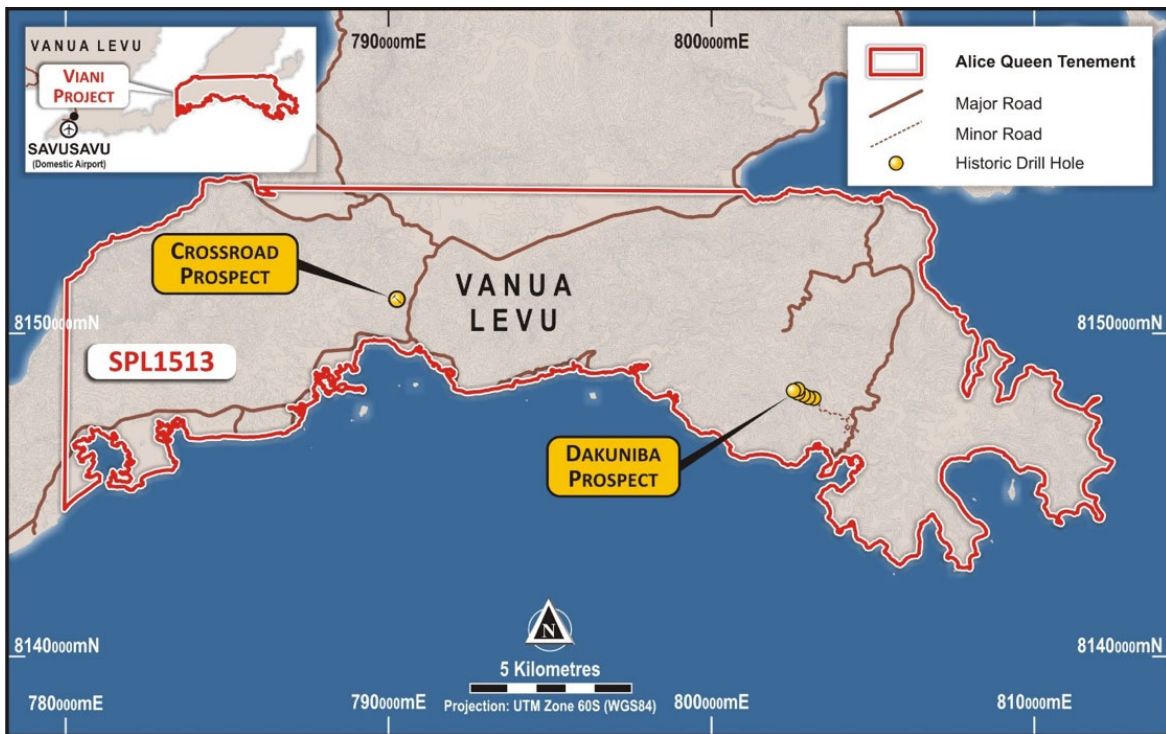 VANUA LEVU
VIANI
PROJECT
SAVUSAVU
(Domestic Airport)
790000mE
800000mE
Alice Queen Tenement
Major Road
Minor Road
Historic Drill Hole
CROSSROAD
PROSPECT
VANUA
LEVU
8150000mN
8150000mN
SPL1513
DAKUNIBA
PROSPECT
N
8140000mN
8140000mN
5 Kilometres
Projection: UTM Zone 60S (WGS84)
780000mE
790000mE
800000mE
810000mE